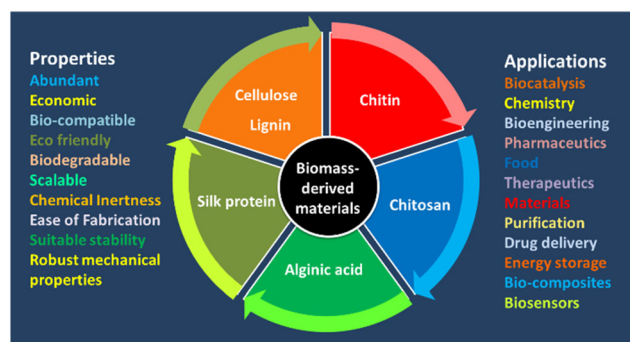 Properties
Abundant
Economic
Bio-compatible
Eco friendly
Biodegradable
Scalable
Chemical Inertness
Ease of Fabrication
Suitable stability
Robust mechanical
properties
Cellulose
Lignin
Chitin
Biomass-
derived
materials
Silk protein
Chitosan
Alginic acid
Applications
Biocatalysis
Chemistry
Bioengineering
Pharmaceutics
Food
Therapeutics
Materials
Purification
Drug delivery
Energy storage
Bio-composites
Biosensors